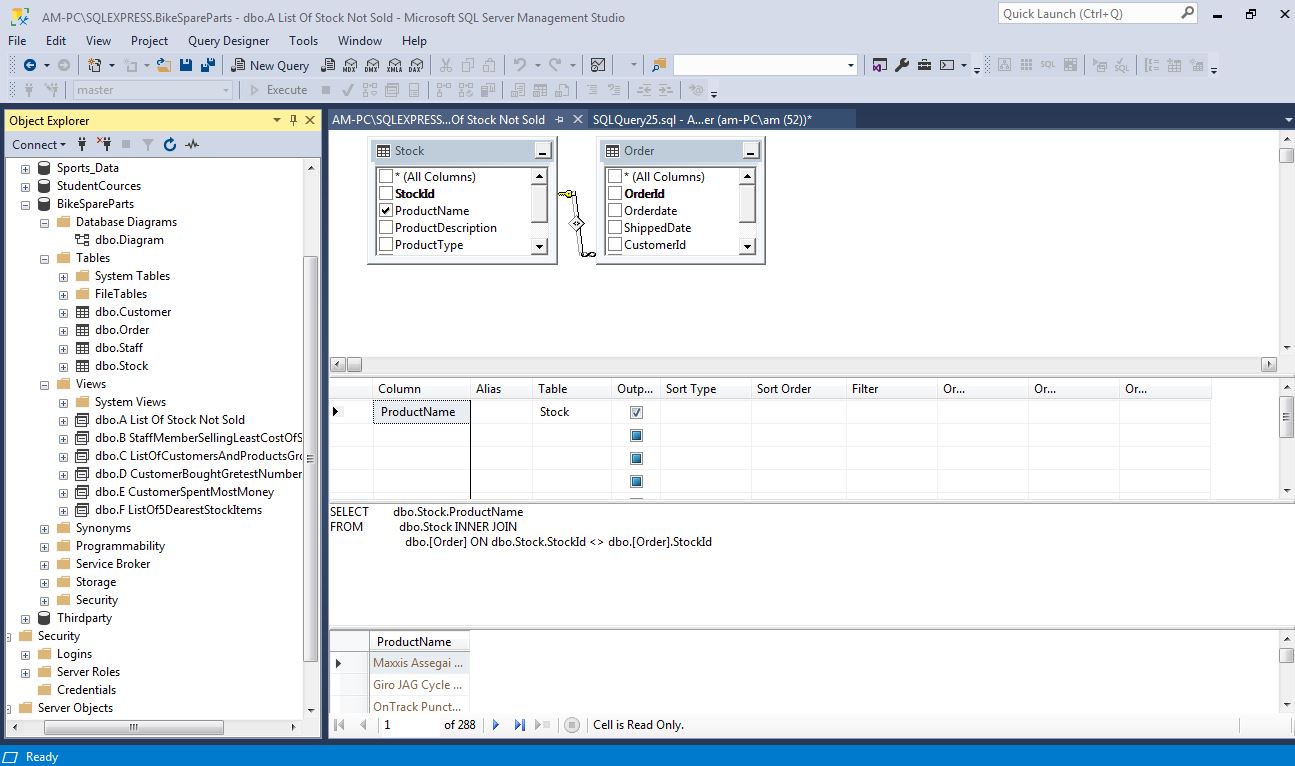 AM-PC\SQLEXPRESS.BikeSpareParts - dbo.A List Of Stock Not Sold - Microsoft SQL Server Management Studio
Quick Launch (Ctrl+Q)
File Edit View Project Query Designer Tools Window Help
New Query MDX DMX XMLA DAX
master Execute
Object Explorer
Connect
Sports_Data
StudentCources
BikeSpareParts
Database Diagrams
dbo.Diagram
Tables
System Tables
FileTables
dbo.Customer
dbo.Order
dbo.Staff
dbo.Stock
Views
System Views
dbo.A List Of Stock Not Sold
dbo.B StaffMemberSellingLeastCostOfS
dbo.C ListOfCustomersAndProductsGro
dbo.D CustomerBoughtGretestNumber
dbo.E CustomerSpentMostMoney
dbo.F ListOf5DearestStockItems
Synonyms
Programmability
Service Broker
Storage
Security
Thirdparty
Security
Logins
Server Roles
Credentials
Server Objects
AM-PC\SQLEXPRESS...Of Stock Not Sold
SQLQuery25.sql - A...er (am-PC\am (52))*
Stock
* (All Columns)
StockId
ProductName
ProductDescription
ProductType
Order
* (All Columns)
OrderId
Orderdate
ShippedDate
CustomerId
Column Alias Table Outp... Sort Type Sort Order Filter Or... Or... Or...
ProductName Stock
SELECT dbo.Stock.ProductName
FROM dbo.Stock INNER JOIN
dbo.[Order] ON dbo.Stock.StockId <> dbo.[Order].StockId
ProductName
Maxxis Assegai ...
Giro JAG Cycle ...
OnTrack Punct...
1 of 288 Cell is Read Only.
Ready